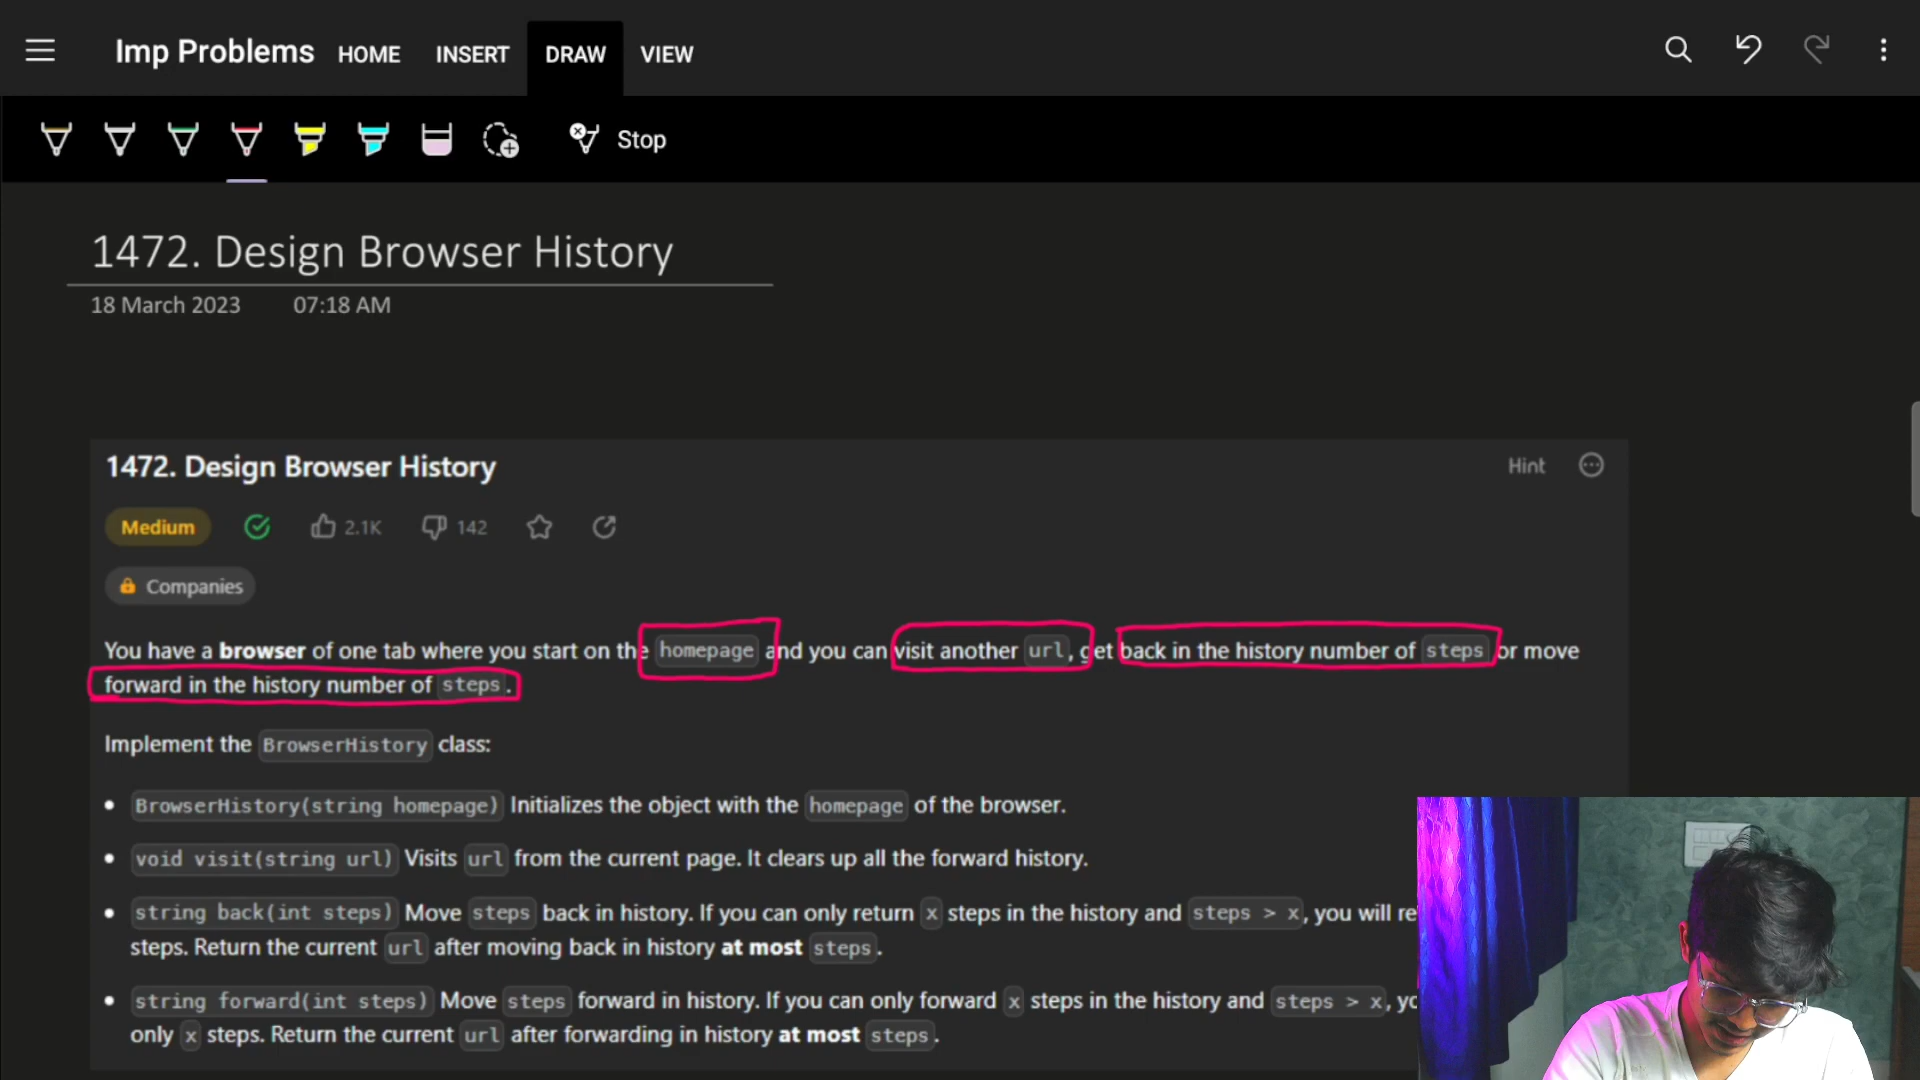 Imp Problems HOME INSERT DRAW VIEW
Stop
1472. Design Browser History
18 March 2023 07:18 AM
1472. Design Browser History
Hint
Medium 2.1K 142
Companies
You have a browser of one tab where you start on the homepage and you can visit another url, get back in the history number of steps or move
forward in the history number of steps.
Implement the BrowserHistory class:
• BrowserHistory(string homepage) Initializes the object with the homepage of the browser.
• void visit(string url) Visits url from the current page. It clears up all the forward history.
• string back(int steps) Move steps back in history. If you can only return x steps in the history and steps > x, you will re
steps. Return the current url after moving back in history at most steps.
• string forward(int steps) Move steps forward in history. If you can only forward x steps in the history and steps > x, yo
only x steps. Return the current url after forwarding in history at most steps.